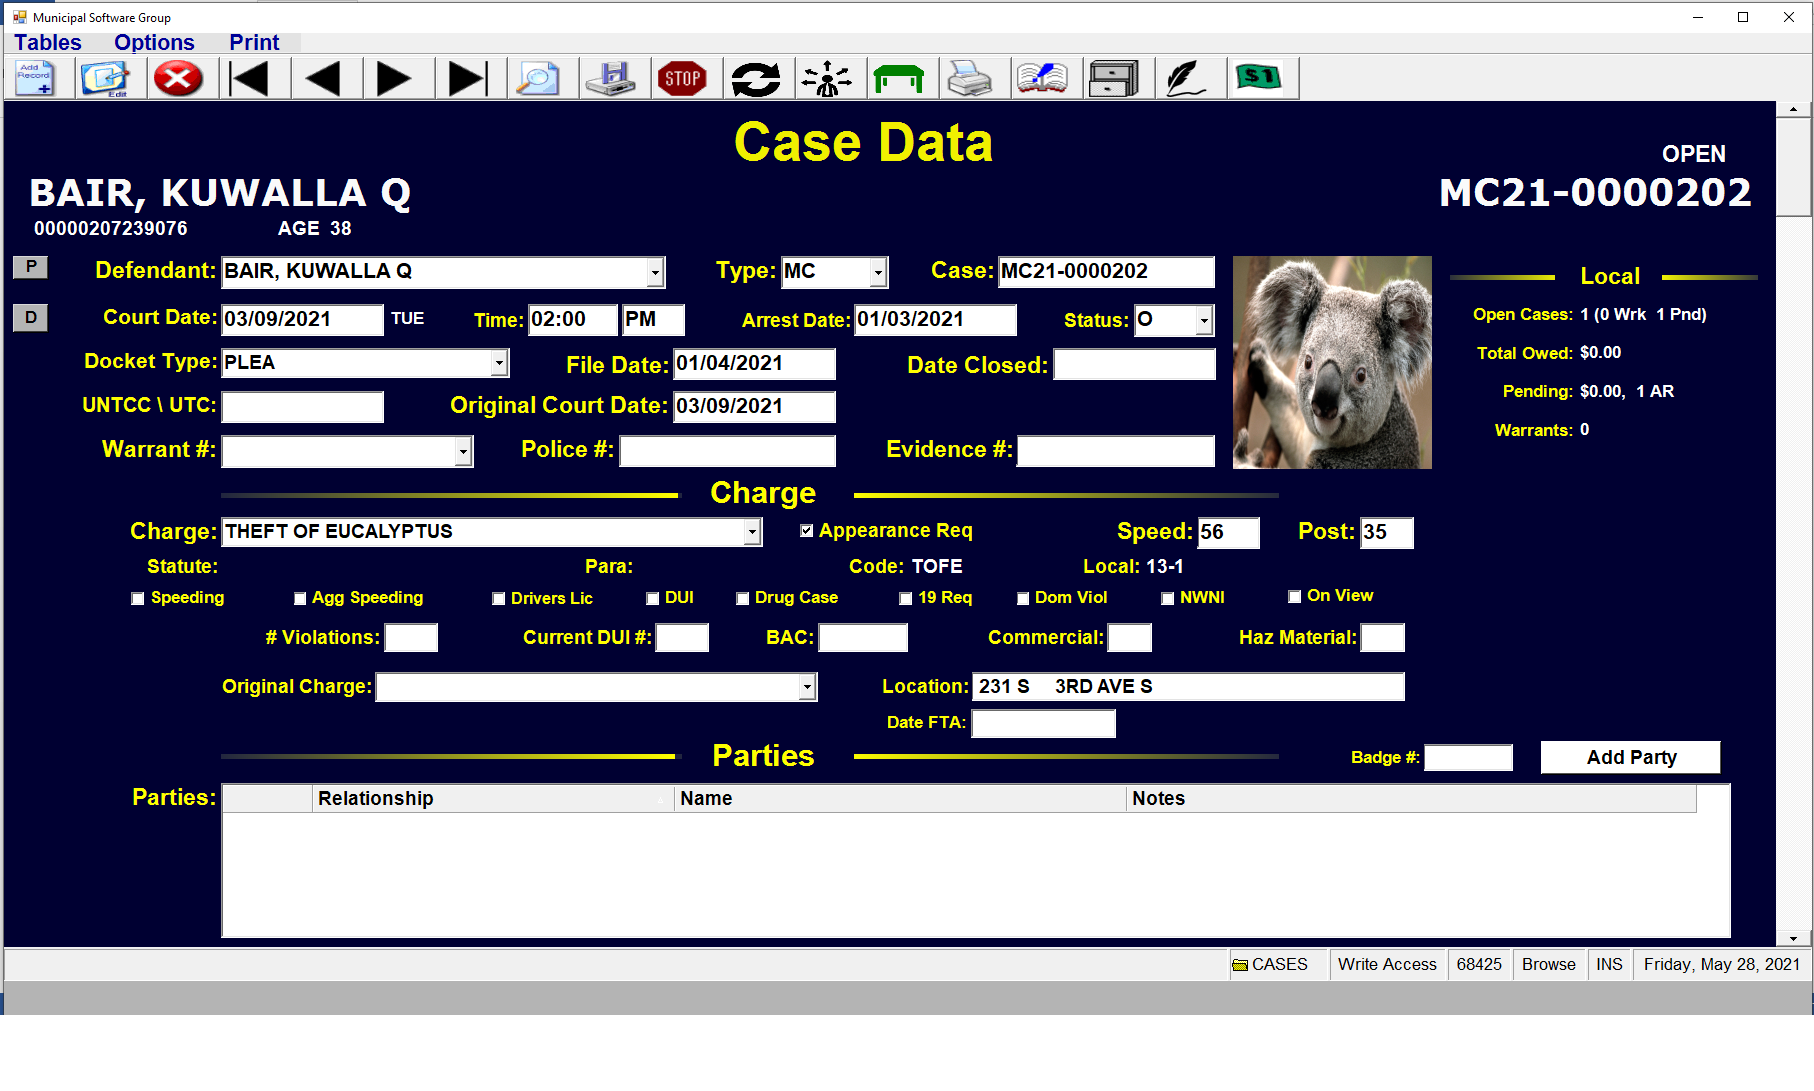 Municipal Software Group
Tables Options Print
Add Record Edit STOP $1
Case Data
OPEN
BAIR, KUWALLA Q MC21-0000202
00000207239076 AGE 38
P Defendant: BAIR, KUWALLA Q Type: MC Case: MC21-0000202
Local
D Court Date: 03/09/2021 TUE Time: 02:00 PM Arrest Date: 01/03/2021 Status: O
Open Cases: 1 (0 Wrk 1 Pnd)
Docket Type: PLEA File Date: 01/04/2021 Date Closed:
Total Owed: $0.00
Pending: $0.00, 1 AR
UNTCC \ UTC: Original Court Date: 03/09/2021
Warrants: 0
Warrant #: Police #: Evidence #:
Charge
Charge: THEFT OF EUCALYPTUS Appearance Req Speed: 56 Post: 35
Statute: Para: Code: TOFE Local: 13-1
Speeding Agg Speeding Drivers Lic DUI Drug Case 19 Req Dom Viol NWNI On View
# Violations: Current DUI #: BAC: Commercial: Haz Material:
Original Charge: Location: 231 S 3RD AVE S
Date FTA:
Parties
Badge #: Add Party
Parties: Relationship Name Notes
CASES Write Access 68425 Browse INS Friday, May 28, 2021